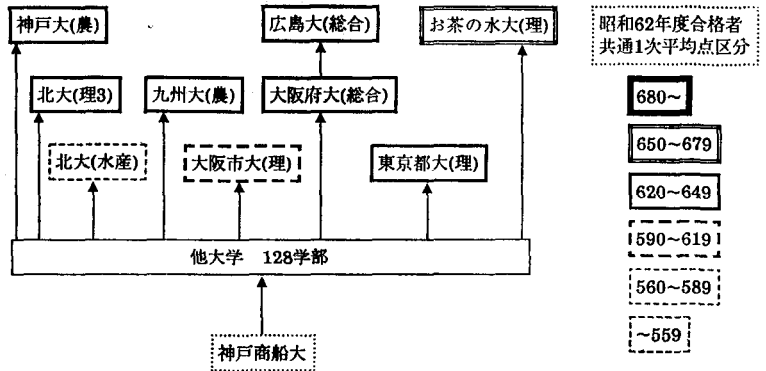 神戸大(農)
広島大(総合)
お茶の水大(理)
北大(理3)
九州大(農)
大阪府大(総合)
北大(水産)
大阪市大(理)
東京都大(理)
他大学 128学部
神戸商船大
昭和62年度合格者
共通1次平均点区分
680~
650~679
620~649
590~619
560~589
~559